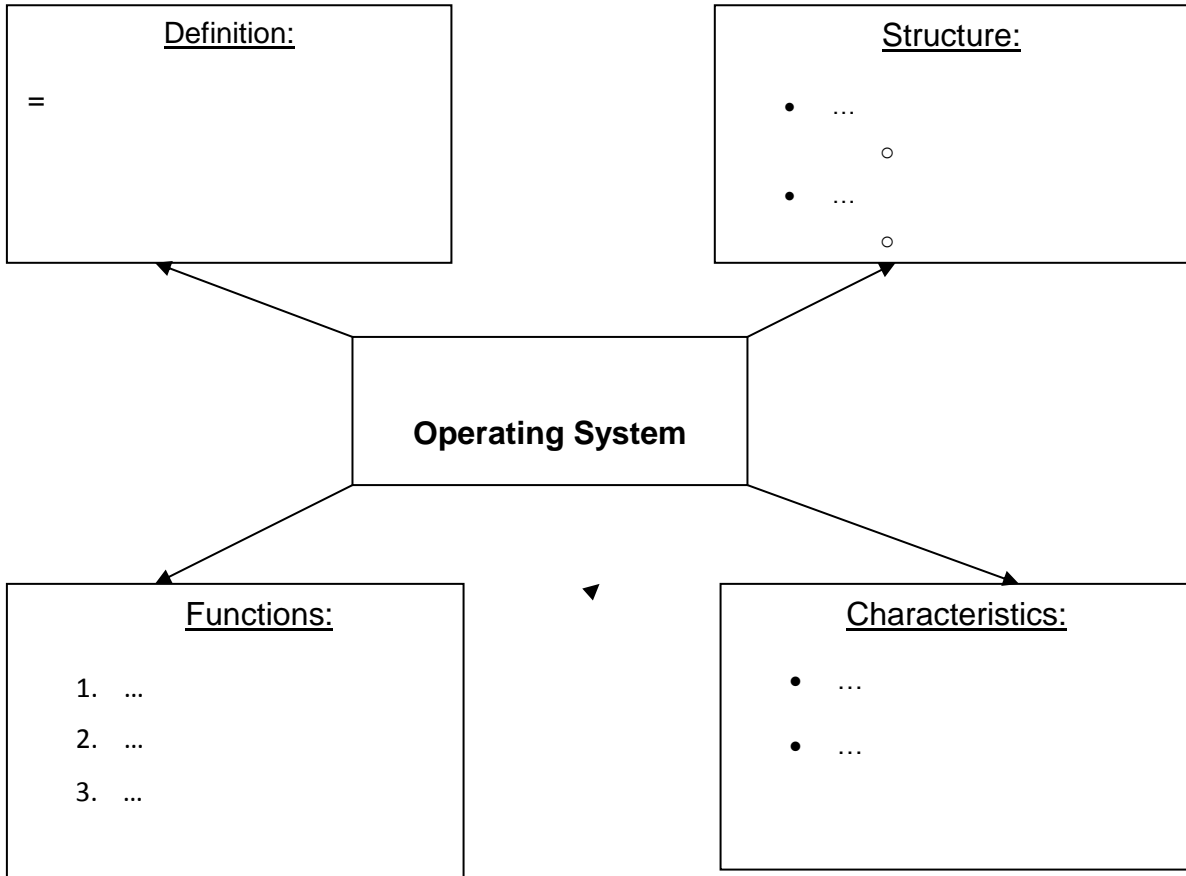 Definition:
=
Structure:
• …
○
• …
○
Operating System
Functions:
1. …
2. …
3. …
Characteristics:
• …
• …